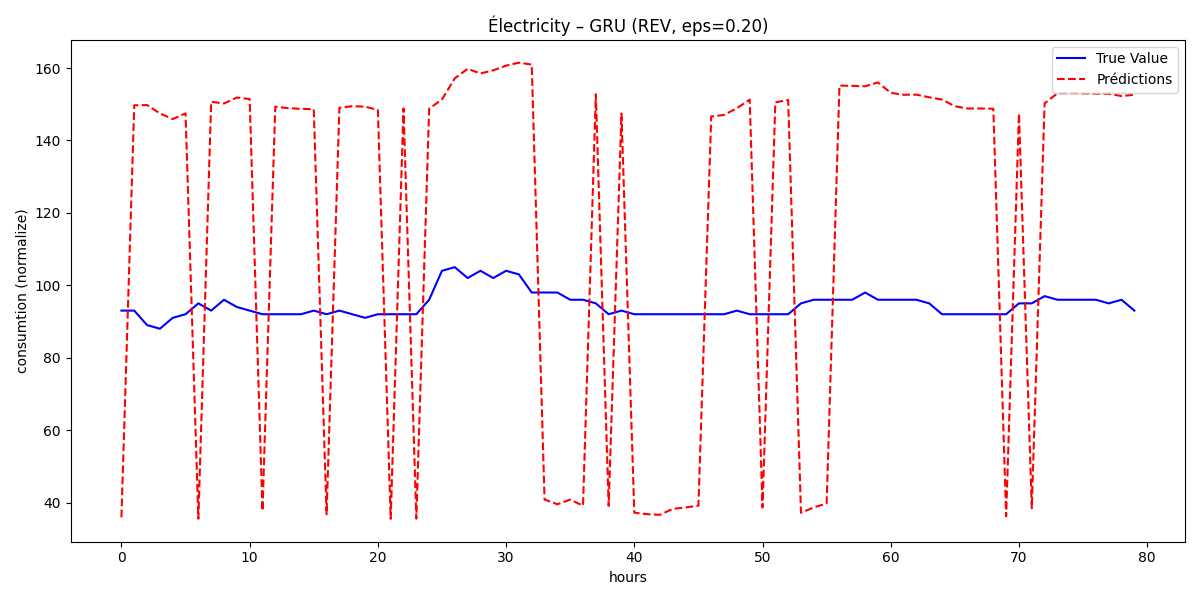 Électricity – GRU (REV, eps=0.20)
True Value
Prédictions
consumtion (normalize)
160
140
120
100
80
60
40
0 10 20 30 40 50 60 70 80
hours